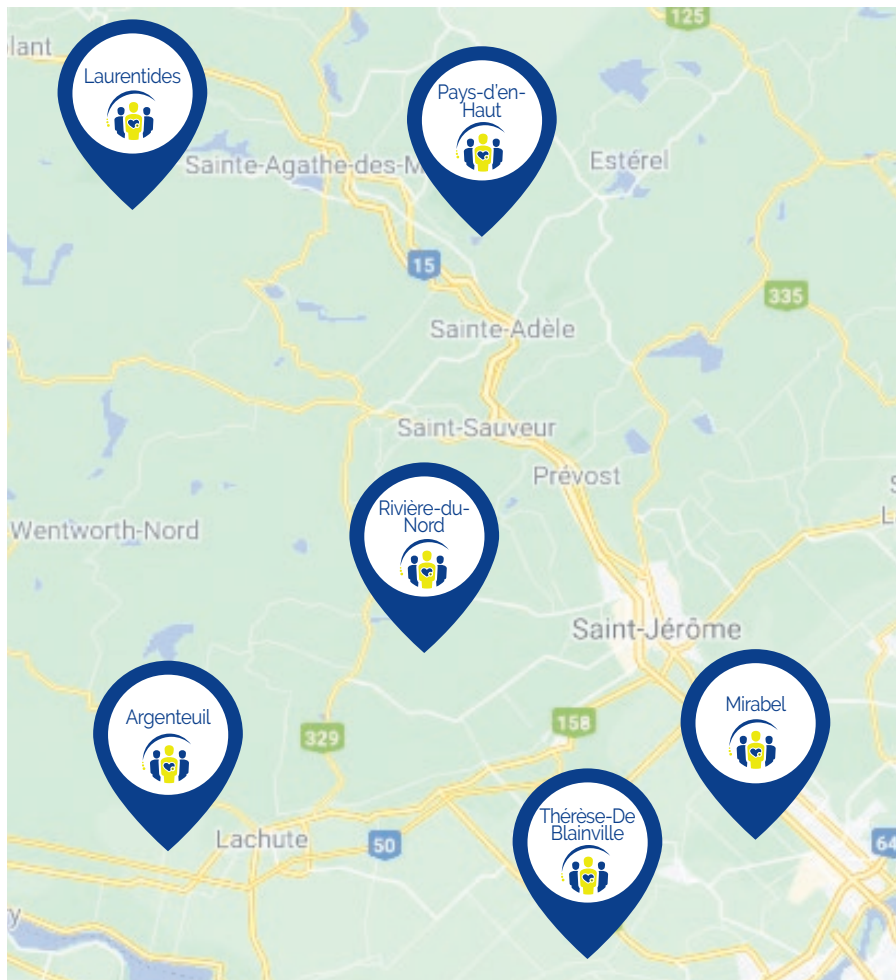 125
lant
Laurentides
Pays-d'en-
Haut
Sainte-Agathe-des-M
Estérel
15
335
Sainte-Adèle
Saint-Sauveur
Prévost
Rivière-du-
Nord
S
L
Wentworth-Nord
Saint-Jérôme
Argenteuil
Mirabel
329
158
Lachute
50
Thérèse-De
Blainville
64
y